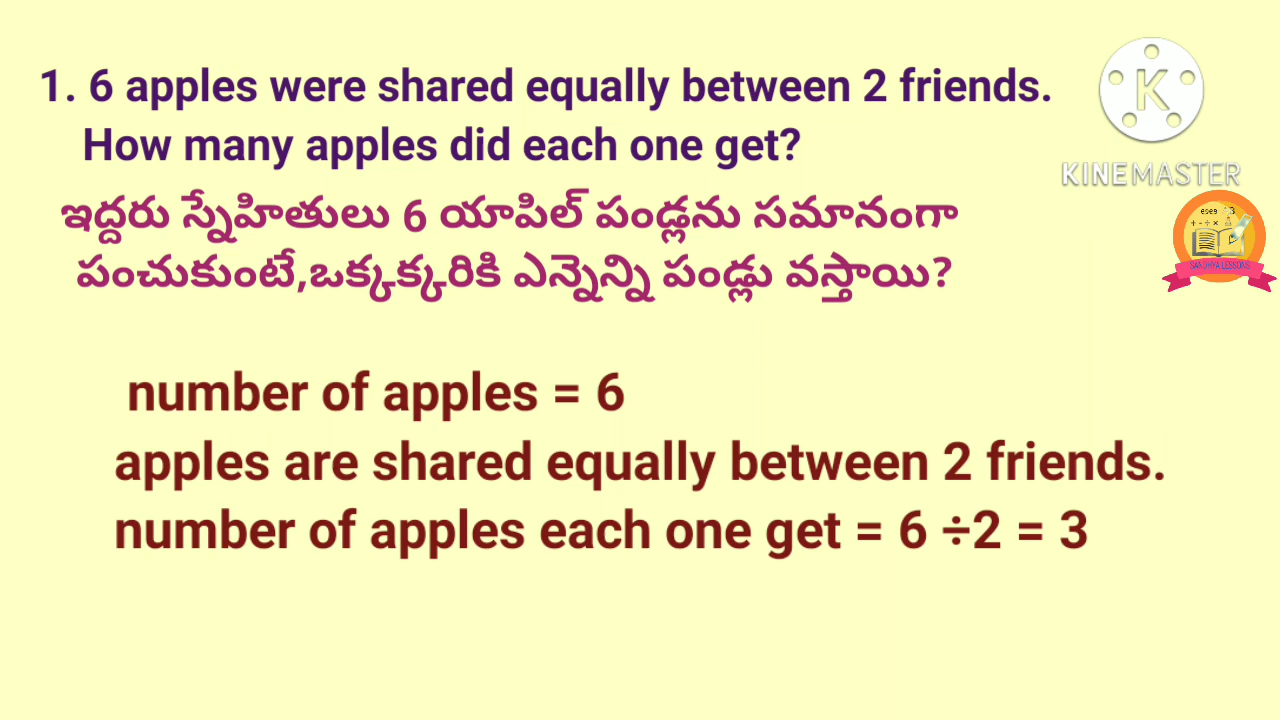 1. 6 apples were shared equally between 2 friends.
How many apples did each one get?
ఇద్దరు స్నేహితులు 6 యాపిల్ పండ్లను సమానంగా
పంచుకుంటే,ఒక్కక్కరికి ఎన్నెన్ని పండ్లు వస్తాయి?
number of apples = 6
apples are shared equally between 2 friends.
number of apples each one get = 6 ÷2 = 3
K
KINEMASTER
SANDHYA LESSONS